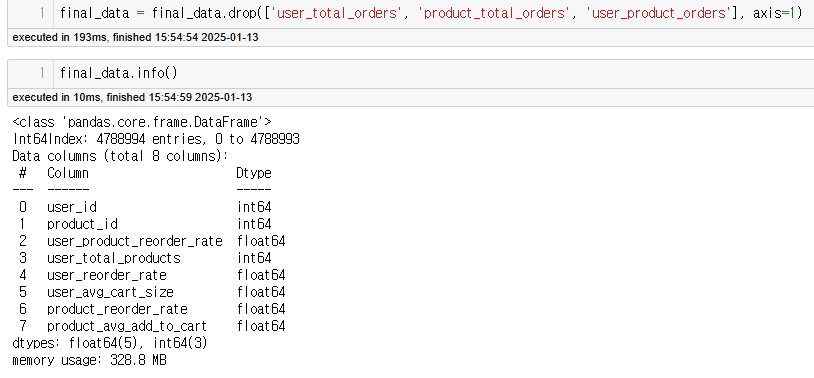 1 final_data = final_data.drop(['user_total_orders', 'product_total_orders', 'user_product_orders'], axis=1)
executed in 193ms, finished 15:54:54 2025-01-13
1 final_data.info()
executed in 10ms, finished 15:54:59 2025-01-13
<class 'pandas.core.frame.DataFrame'>
Int64Index: 4788994 entries, 0 to 4788993
Data columns (total 8 columns):
 #   Column                     Dtype
---  ------                     -----
 0   user_id                    int64
 1   product_id                 int64
 2   user_product_reorder_rate  float64
 3   user_total_products        int64
 4   user_reorder_rate          float64
 5   user_avg_cart_size         float64
 6   product_reorder_rate       float64
 7   product_avg_add_to_cart    float64
dtypes: float64(5), int64(3)
memory usage: 328.8 MB